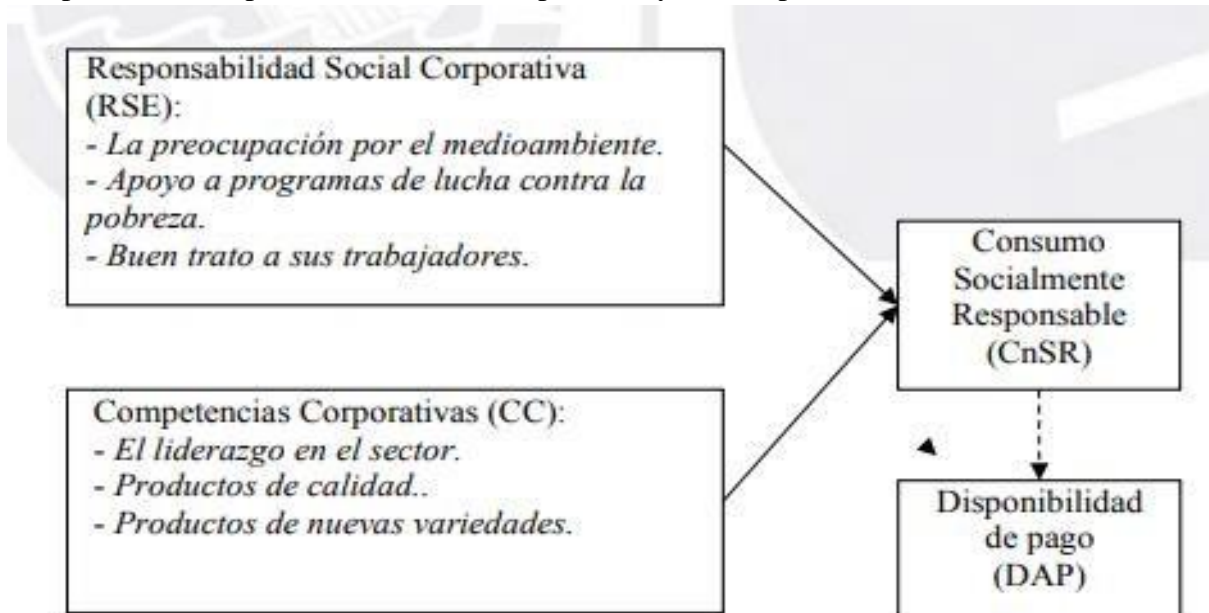 Responsabilidad Social Corporativa
(RSE):
- La preocupación por el medioambiente.
- Apoyo a programas de lucha contra la
pobreza.
- Buen trato a sus trabajadores.
Competencias Corporativas (CC):
- El liderazgo en el sector.
- Productos de calidad..
- Productos de nuevas variedades.
Consumo
Socialmente
Responsable
(CnSR)
Disponibilidad
de pago
(DAP)